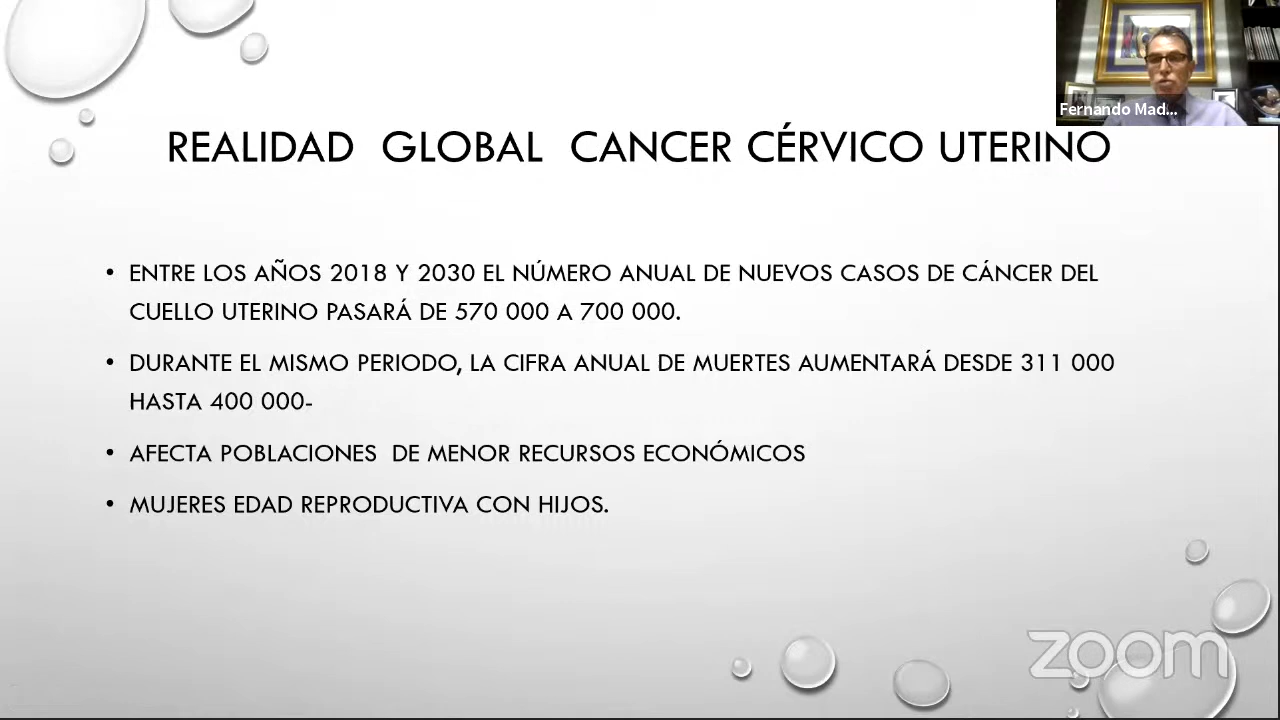 Fernando Mad...
REALIDAD GLOBAL CANCER CÉRVICO UTERINO
• ENTRE LOS AÑOS 2018 Y 2030 EL NÚMERO ANUAL DE NUEVOS CASOS DE CÁNCER DEL
CUELLO UTERINO PASARÁ DE 570 000 A 700 000.
• DURANTE EL MISMO PERIODO, LA CIFRA ANUAL DE MUERTES AUMENTARÁ DESDE 311 000
HASTA 400 000-
• AFECTA POBLACIONES DE MENOR RECURSOS ECONÓMICOS
• MUJERES EDAD REPRODUCTIVA CON HIJOS.
zoom